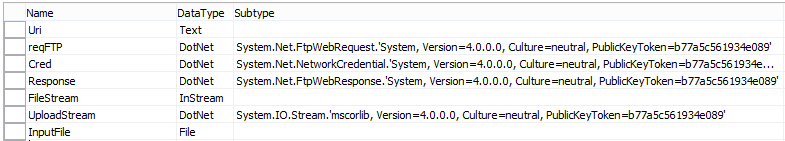 Name DataType Subtype
Uri Text
reqFTP DotNet System.Net.FtpWebRequest.'System, Version=4.0.0.0, Culture=neutral, PublicKeyToken=b77a5c561934e089'
Cred DotNet System.Net.NetworkCredential.'System, Version=4.0.0.0, Culture=neutral, PublicKeyToken=b77a5c561934e...
Response DotNet System.Net.FtpWebResponse.'System, Version=4.0.0.0, Culture=neutral, PublicKeyToken=b77a5c561934e089'
FileStream InStream
UploadStream DotNet System.IO.Stream.'mscorlib, Version=4.0.0.0, Culture=neutral, PublicKeyToken=b77a5c561934e089'
InputFile File